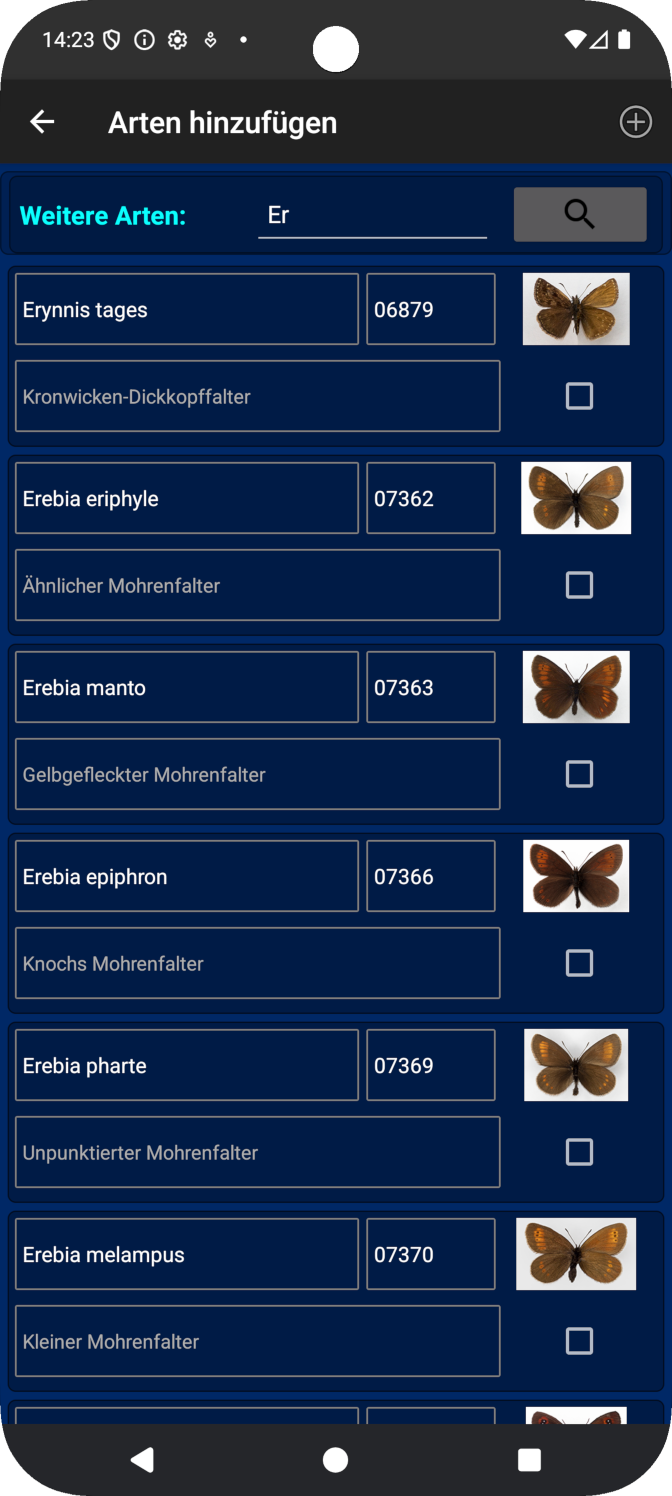 14:23
Arten hinzufügen
Weitere Arten: Er
Erynnis tages 06879
Kronwicken-Dickkopffalter
Erebia eriphyle 07362
Ähnlicher Mohrenfalter
Erebia manto 07363
Gelbgefleckter Mohrenfalter
Erebia epiphron 07366
Knochs Mohrenfalter
Erebia pharte 07369
Unpunktierter Mohrenfalter
Erebia melampus 07370
Kleiner Mohrenfalter